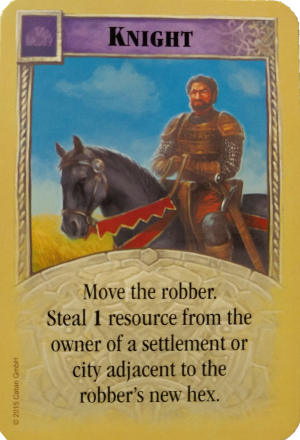 KNIGHT
Move the robber.
Steal 1 resource from the
owner of a settlement or
city adjacent to the
robber's new hex.
© 2015 Catan GmbH